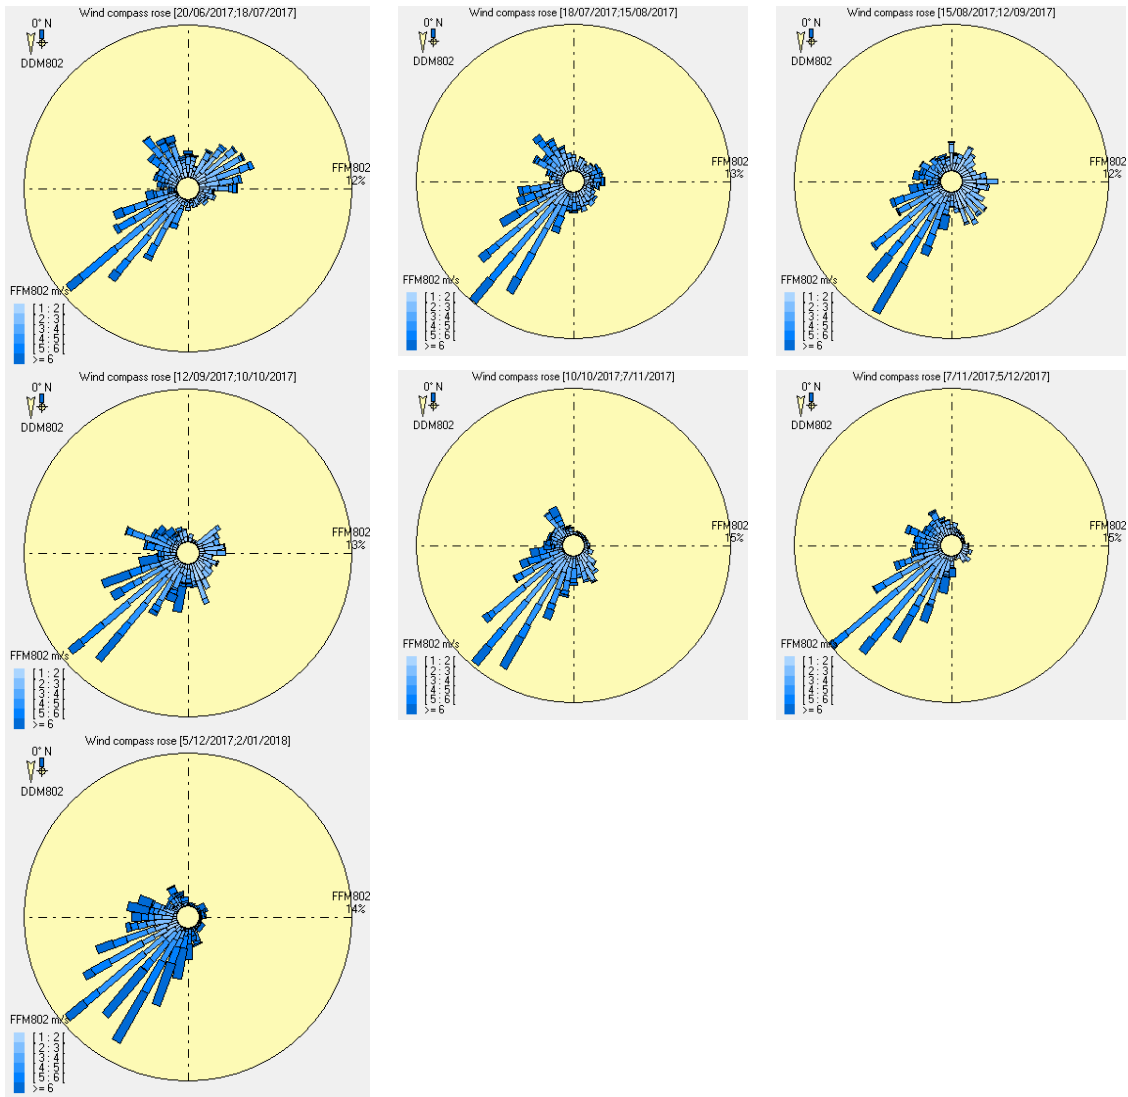 Wind compass rose [20/06/2017;18/07/2017]
0° N
DDM802
FFM802
12%
FFM802 m/s
[ 1 : 2 [
[ 2 : 3 [
[ 3 : 4 [
[ 4 : 5 [
[ 5 : 6 [
>= 6
Wind compass rose [18/07/2017;15/08/2017]
0° N
DDM802
FFM802
13%
FFM802 m/s
[ 1 : 2 [
[ 2 : 3 [
[ 3 : 4 [
[ 4 : 5 [
[ 5 : 6 [
>= 6
Wind compass rose [15/08/2017;12/09/2017]
0° N
DDM802
FFM802
12%
FFM802 m/s
[ 1 : 2 [
[ 2 : 3 [
[ 3 : 4 [
[ 4 : 5 [
[ 5 : 6 [
>= 6
Wind compass rose [12/09/2017;10/10/2017]
0° N
DDM802
FFM802
13%
FFM802 m/s
[ 1 : 2 [
[ 2 : 3 [
[ 3 : 4 [
[ 4 : 5 [
[ 5 : 6 [
>= 6
Wind compass rose [10/10/2017;7/11/2017]
0° N
DDM802
FFM802
15%
FFM802 m/s
[ 1 : 2 [
[ 2 : 3 [
[ 3 : 4 [
[ 4 : 5 [
[ 5 : 6 [
>= 6
Wind compass rose [7/11/2017;5/12/2017]
0° N
DDM802
FFM802
15%
FFM802 m/s
[ 1 : 2 [
[ 2 : 3 [
[ 3 : 4 [
[ 4 : 5 [
[ 5 : 6 [
>= 6
Wind compass rose [5/12/2017;2/01/2018]
0° N
DDM802
FFM802
14%
FFM802 m/s
[ 1 : 2 [
[ 2 : 3 [
[ 3 : 4 [
[ 4 : 5 [
[ 5 : 6 [
>= 6